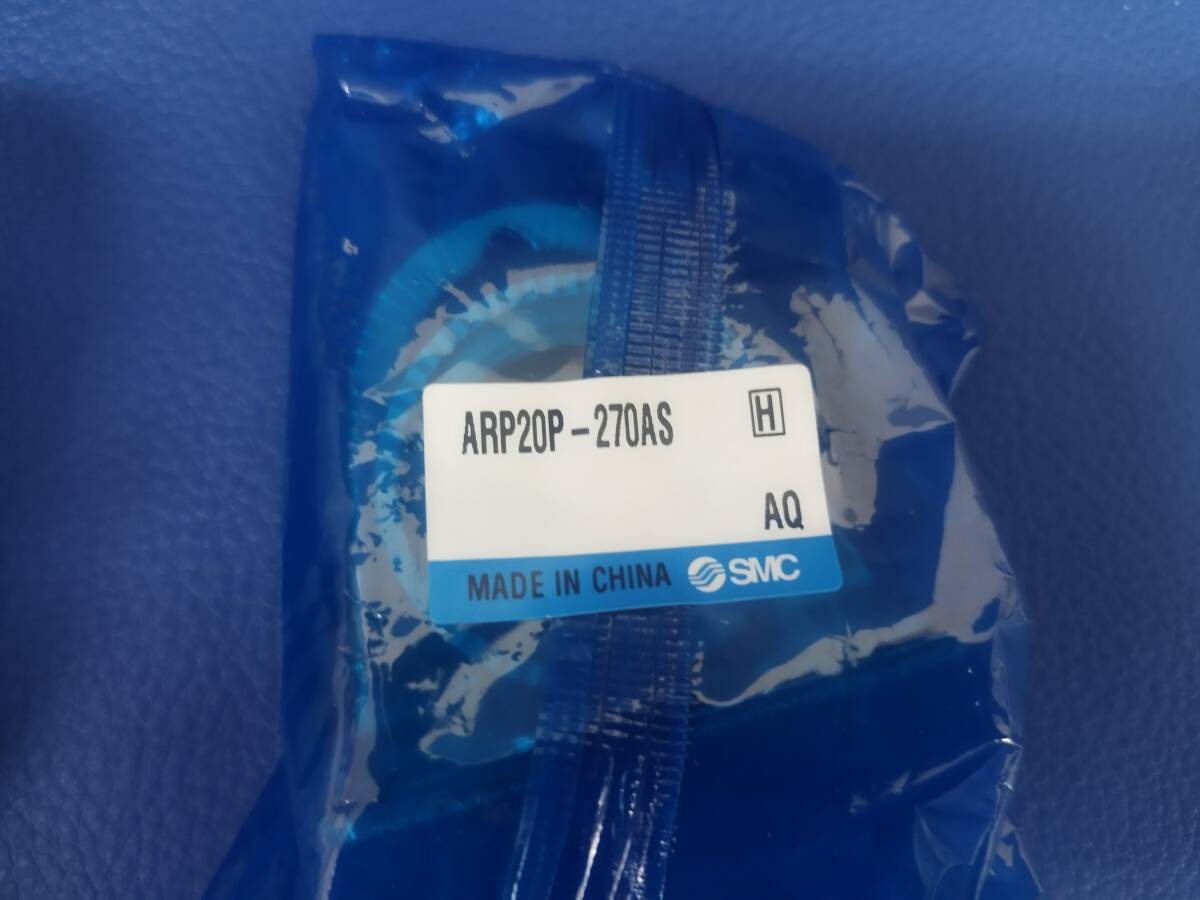 ARP20P-270AS H
AQ
MADE IN CHINA SMC